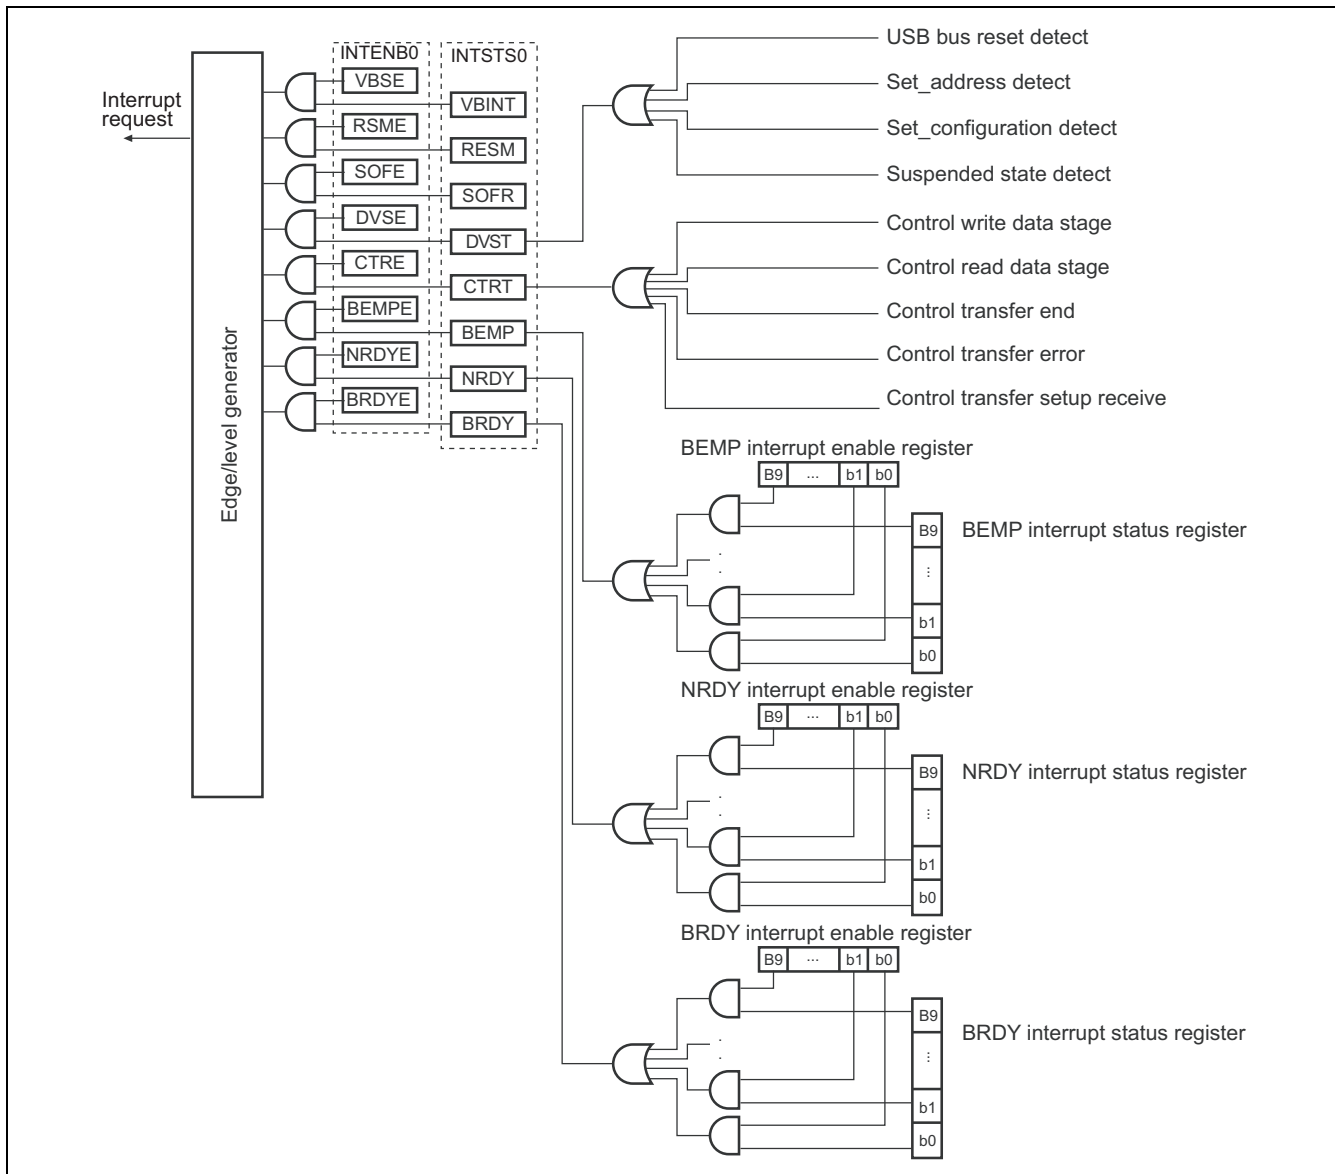 Interrupt
request
Edge/level generator
INTENB0
VBSE
RSME
SOFE
DVSE
CTRE
BEMPE
NRDYE
BRDYE
INTSTS0
VBINT
RESM
SOFR
DVST
CTRT
BEMP
NRDY
BRDY
USB bus reset detect
Set_address detect
Set_configuration detect
Suspended state detect
Control write data stage
Control read data stage
Control transfer end
Control transfer error
Control transfer setup receive
BEMP interrupt enable register
B9 ... b1 b0
BEMP interrupt status register
B9
...
b1
b0
NRDY interrupt enable register
B9 ... b1 b0
NRDY interrupt status register
B9
...
b1
b0
BRDY interrupt enable register
B9 ... b1 b0
BRDY interrupt status register
B9
...
b1
b0